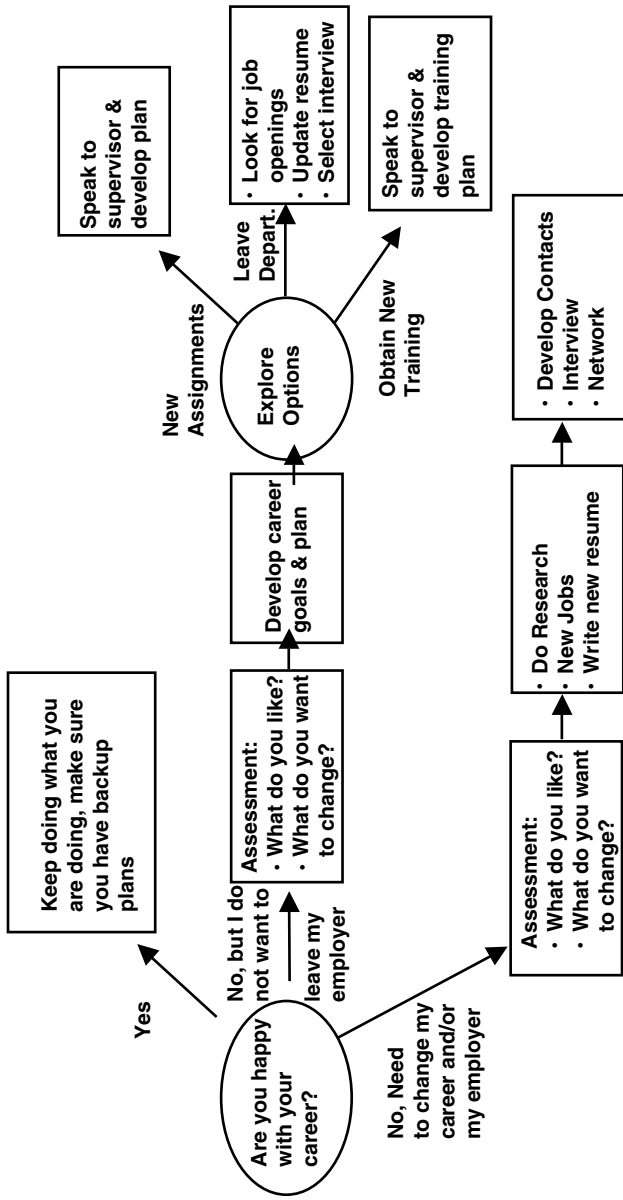 Are you happy
with your
career?
Yes
Keep doing what you
are doing, make sure
you have backup
plans
No, but I do
not want to
leave my
employer
Assessment:
· What do you like?
· What do you want
to change?
Develop career
goals & plan
Explore
Options
New
Assignments
Speak to
supervisor &
develop plan
Leave
Depart.
· Look for job
openings
· Update resume
· Select interview
Obtain New
Training
Speak to
supervisor &
develop training
plan
No, Need
to change my
career and/or
my employer
Assessment:
· What do you like?
· What do you want
to change?
· Do Research
· New Jobs
· Write new resume
· Develop Contacts
· Interview
· Network